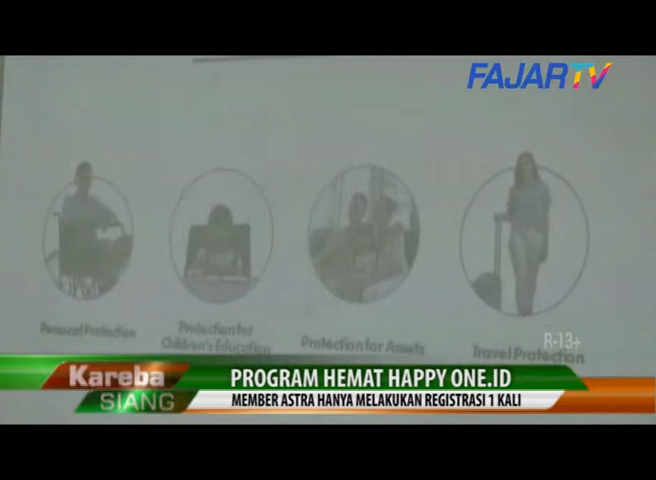 FAJAR TV
Personal Protection
Protection for
Children's Education
Protection for Assets
Travel Protection
R-13+
Kareba
SIANG
PROGRAM HEMAT HAPPY ONE.ID
MEMBER ASTRA HANYA MELAKUKAN REGISTRASI 1 KALI